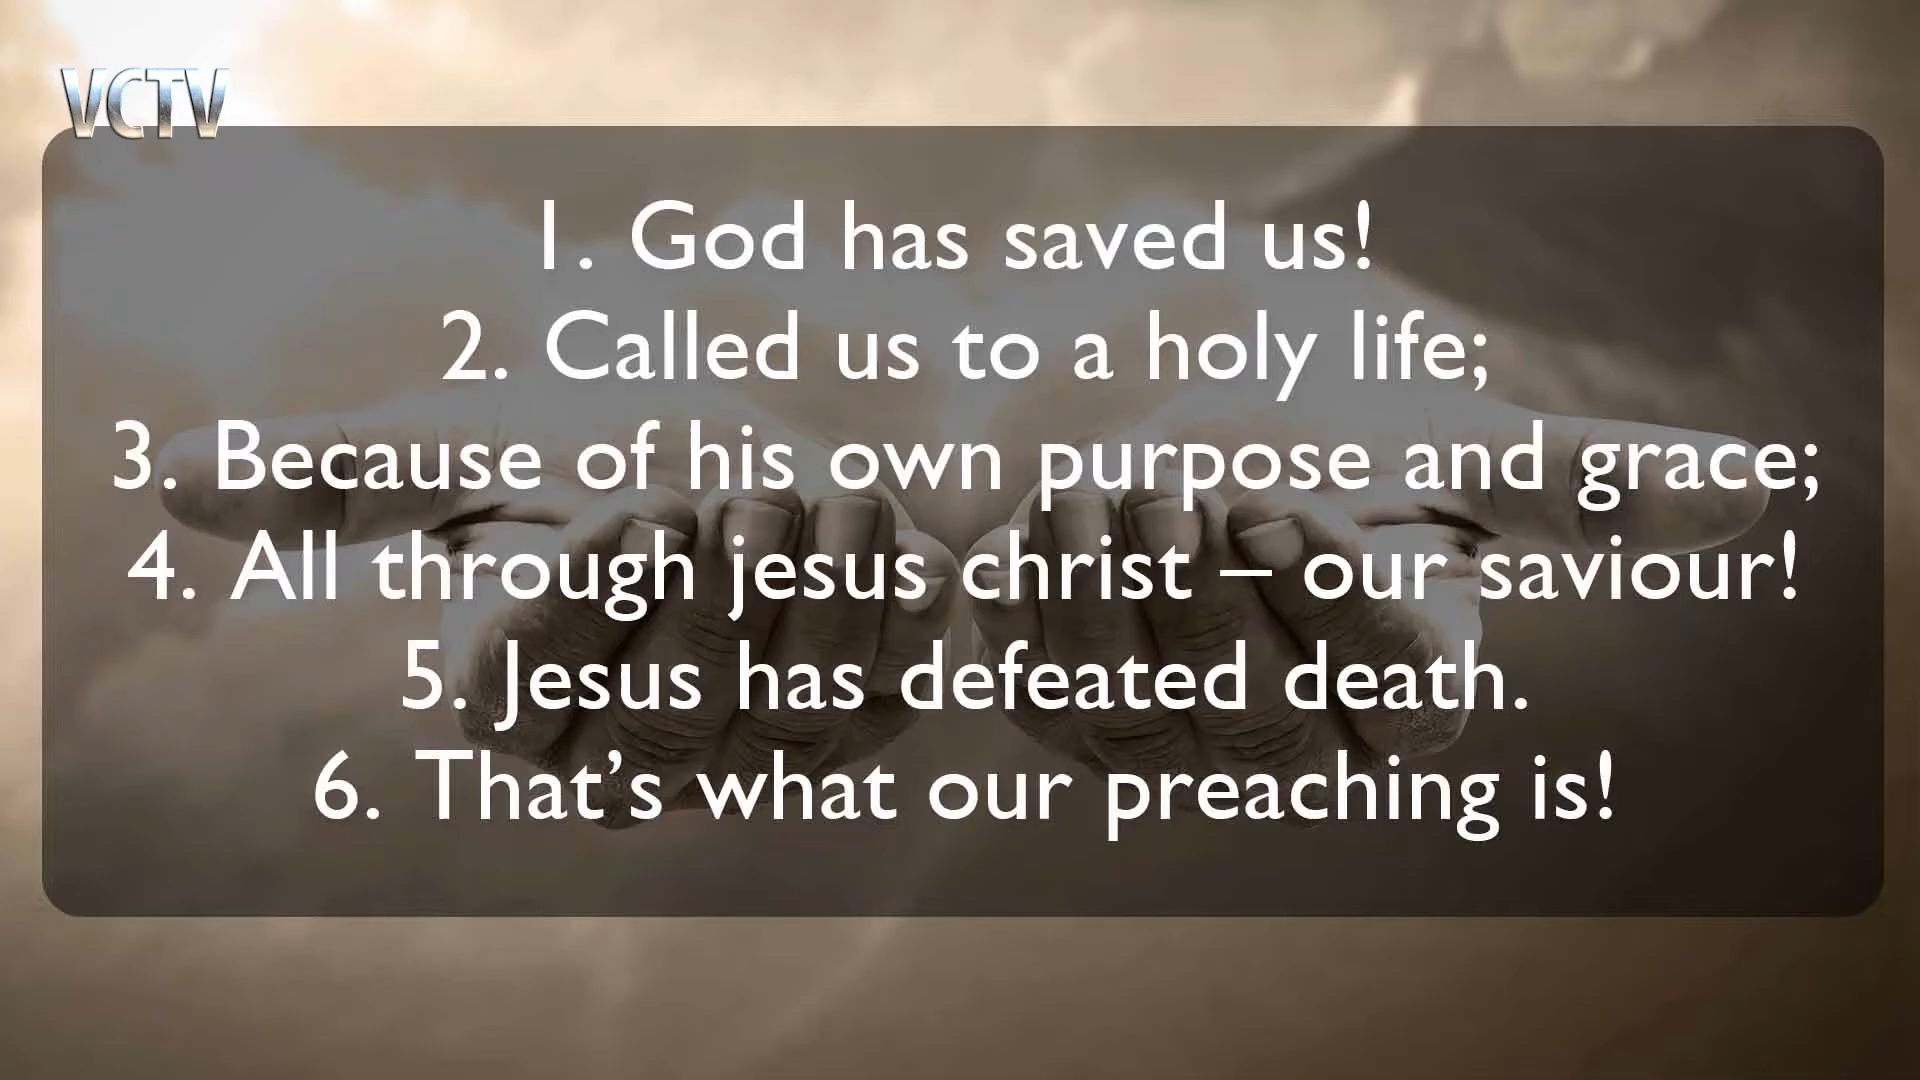 VCTV
1. God has saved us!
2. Called us to a holy life;
3. Because of his own purpose and grace;
4. All through jesus christ – our saviour!
5. Jesus has defeated death.
6. That’s what our preaching is!